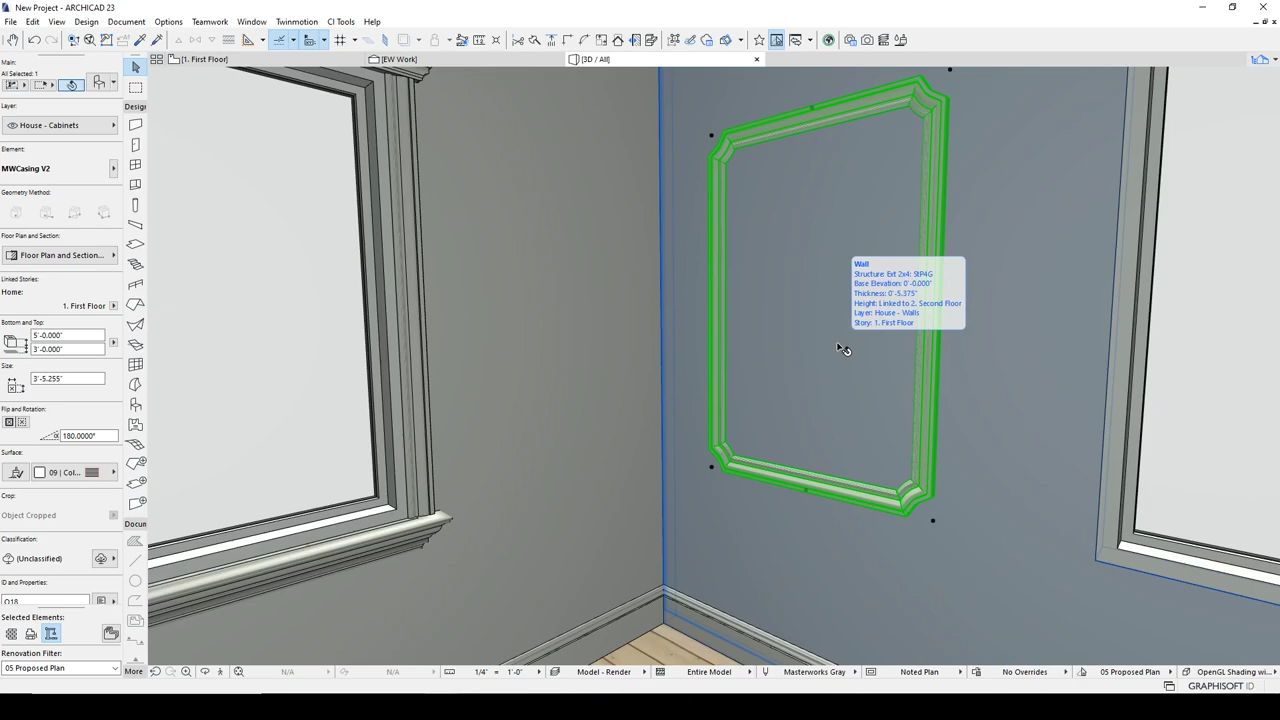 New Project - ARCHICAD 23
File Edit View Design Document Options Teamwork Window Twinmotion CI Tools Help
[1. First Floor] [EW Work] [3D / All]
Main:
All Selected: 1
Layer:
House - Cabinets
Element:
MWCasing V2
Geometry Method:
Floor Plan and Section:
Floor Plan and Section...
Linked Stories:
Home:
1. First Floor
Bottom and Top:
5'-0.000"
3'-0.000"
Size:
3'-5.255"
Flip and Rotation:
180.0000°
Surface:
09 | Col...
Crop:
Object Cropped
Classification:
(Unclassified)
ID and Properties:
Selected Elements:
Renovation Filter:
05 Proposed Plan
Design
Docum
More
Wall
Structure: Ext 2x4: StP4G
Base Elevation: 0'-0.000"
Thickness: 0'-5.375"
Height: Linked to 2. Second Floor
Layer: House - Walls
Story: 1. First Floor
N/A N/A 1/4" = 1'-0" Model - Render Entire Model Masterworks Gray Noted Plan No Overrides 05 Proposed Plan OpenGL Shading wi...
GRAPHISOFT ID